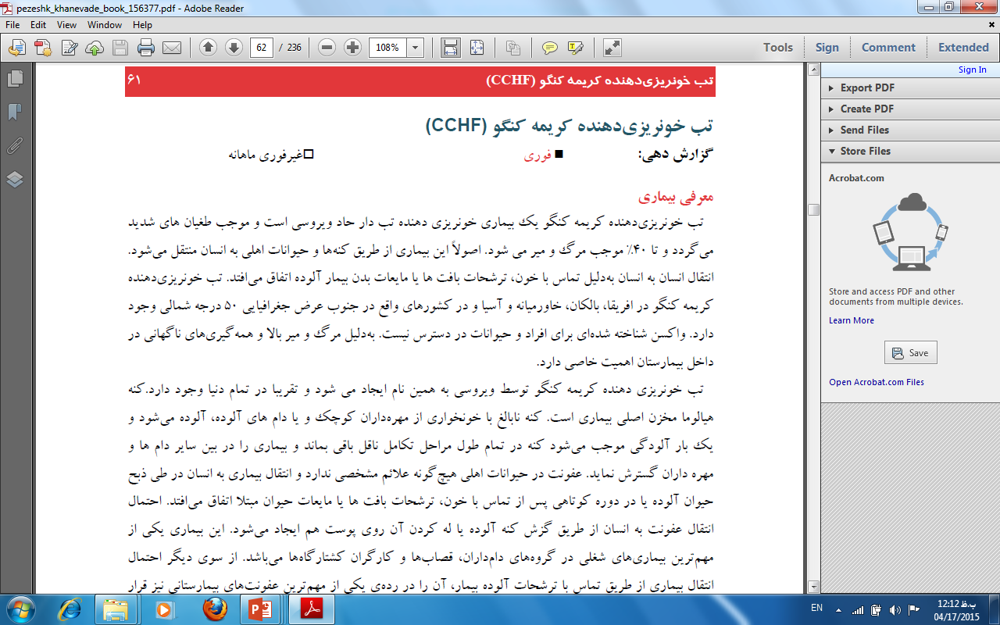 pezeshk_khanevade_book_156377.pdf - Adobe Reader
File Edit View Window Help
62 / 236 108% Tools Sign Comment Extended
Sign In
Export PDF
Create PDF
Send Files
Store Files
Acrobat.com
Store and access PDF and other
documents from multiple devices.
Learn More
Save
Open Acrobat.com Files
تب خونریزی‌دهنده کریمه کنگو (CCHF) ۶۱
تب خونریزی‌دهنده کریمه کنگو (CCHF)
گزارش دهی: ■ فوری □غیرفوری ماهانه
معرفی بیماری
تب خونریزی‌دهنده کریمه کنگو یک بیماری خونریزی دهنده تب دار حاد ویروسی است و موجب طغیان های شدید
می‌گردد و تا ۴۰٪ موجب مرگ و میر می شود. اصولاً این بیماری از طریق کنه‌ها و حیوانات اهلی به انسان منتقل می‌شود.
انتقال انسان به انسان به‌دلیل تماس با خون، ترشحات بافت ها یا مایعات بدن بیمار آلوده اتفاق می‌افتد. تب خونریزی‌دهنده
کریمه کنگو در افریقا، بالکان، خاورمیانه و آسیا و در کشورهای واقع در جنوب عرض جغرافیایی ۵۰ درجه شمالی وجود
دارد. واکسن شناخته شده‌ای برای افراد و حیوانات در دسترس نیست. به‌دلیل مرگ و میر بالا و همه‌گیری‌های ناگهانی در
داخل بیمارستان اهمیت خاصی دارد.
تب خونریزی دهنده کریمه کنگو توسط ویروسی به همین نام ایجاد می شود و تقریبا در تمام دنیا وجود دارد.کنه
هیالوما مخزن اصلی بیماری است. کنه نابالغ با خونخواری از مهره‌داران کوچک و یا دام های آلوده، آلوده می‌شود و
یک بار آلودگی موجب می‌شود کنه در تمام طول مراحل تکامل ناقل باقی بماند و بیماری را در بین سایر دام ها و
مهره داران گسترش نماید. عفونت در حیوانات اهلی هیچ‌گونه علائم مشخصی ندارد و انتقال بیماری به انسان در طی ذبح
حیوان آلوده یا در دوره کوتاهی پس از تماس با خون، ترشحات بافت ها یا مایعات حیوان مبتلا اتفاق می‌افتد. احتمال
انتقال عفونت به انسان از طریق گزش کنه آلوده یا له کردن آن روی پوست هم ایجاد می‌شود. این بیماری یکی از
مهم‌ترین بیماری‌های شغلی در گروه‌های دام‌داران، قصاب‌ها و کارگران کشتارگاه‌ها می‌باشد. از سوی دیگر احتمال
انتقال بیماری از طریق تماس با ترشحات آلوده بیمار، آن را در رده‌ی یکی از مهم‌ترین عفونت‌های بیمارستانی نیز قرار
EN 12:12 ب.ظ
04/17/2015